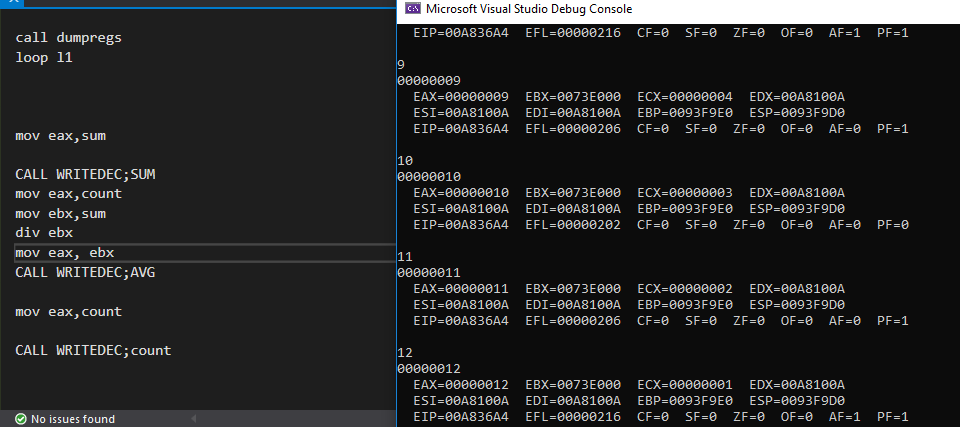 call dumpregs
loop l1
mov eax,sum
CALL WRITEDEC;SUM
mov eax,count
mov ebx,sum
div ebx
mov eax, ebx
CALL WRITEDEC;AVG
mov eax,count
CALL WRITEDEC;count
No issues found
C:\ Microsoft Visual Studio Debug Console
EIP=00A836A4 EFL=00000216 CF=0 SF=0 ZF=0 OF=0 AF=1 PF=1
9
00000009
EAX=00000009 EBX=0073E000 ECX=00000004 EDX=00A8100A
ESI=00A8100A EDI=00A8100A EBP=0093F9E0 ESP=0093F9D0
EIP=00A836A4 EFL=00000206 CF=0 SF=0 ZF=0 OF=0 AF=0 PF=1
10
00000010
EAX=00000010 EBX=0073E000 ECX=00000003 EDX=00A8100A
ESI=00A8100A EDI=00A8100A EBP=0093F9E0 ESP=0093F9D0
EIP=00A836A4 EFL=00000202 CF=0 SF=0 ZF=0 OF=0 AF=0 PF=0
11
00000011
EAX=00000011 EBX=0073E000 ECX=00000002 EDX=00A8100A
ESI=00A8100A EDI=00A8100A EBP=0093F9E0 ESP=0093F9D0
EIP=00A836A4 EFL=00000206 CF=0 SF=0 ZF=0 OF=0 AF=0 PF=1
12
00000012
EAX=00000012 EBX=0073E000 ECX=00000001 EDX=00A8100A
ESI=00A8100A EDI=00A8100A EBP=0093F9E0 ESP=0093F9D0
EIP=00A836A4 EFL=00000216 CF=0 SF=0 ZF=0 OF=0 AF=1 PF=1